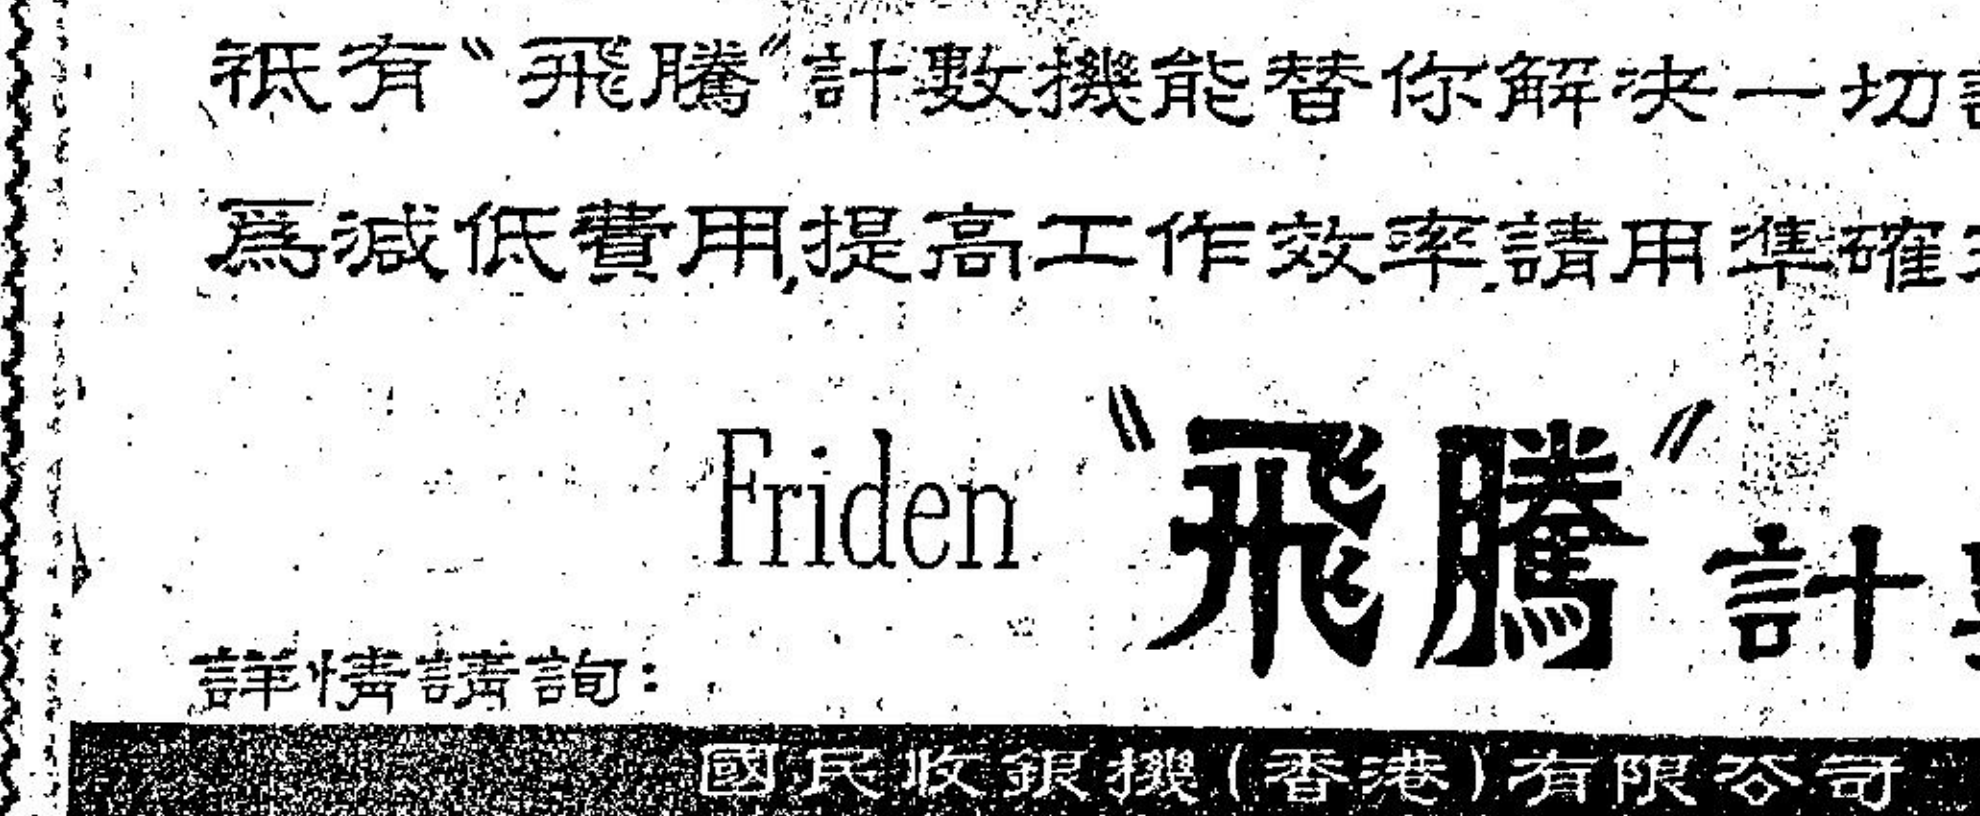 祗有“飛騰”計數機能替你解决一切
爲減低費用,提高工作效率,請用準確
Friden “飛騰”計
詳情請詢:
國民收銀機(香港)有限公司